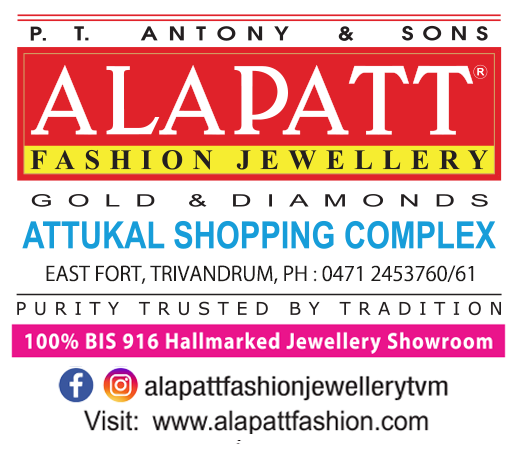 P. T. ANTONY & SONS
ALAPATT®
FASHION JEWELLERY
GOLD & DIAMONDS
ATTUKAL SHOPPING COMPLEX
EAST FORT, TRIVANDRUM, PH : 0471 2453760/61
PURITY TRUSTED BY TRADITION
100% BIS 916 Hallmarked Jewellery Showroom
alapattfashionjewellerytvm
Visit: www.alapattfashion.com